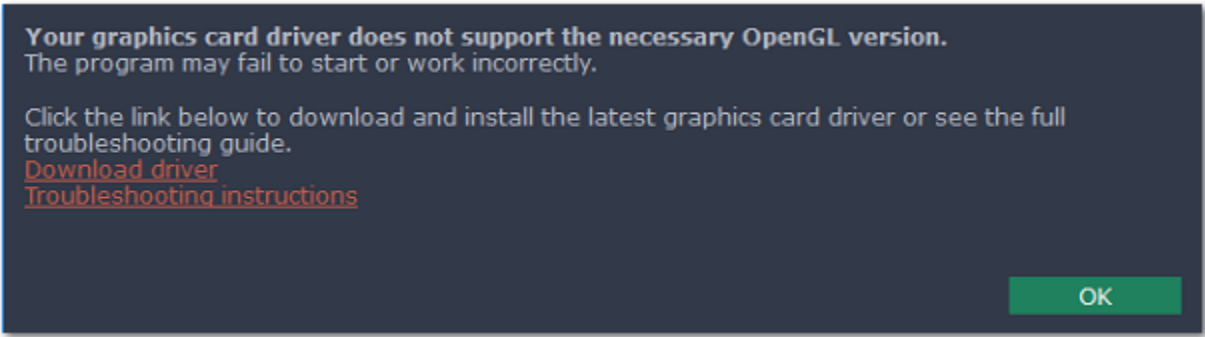 Your graphics card driver does not support the necessary OpenGL version.
The program may fail to start or work incorrectly.
Click the link below to download and install the latest graphics card driver or see the full
troubleshooting guide.
Download driver
Troubleshooting instructions
OK